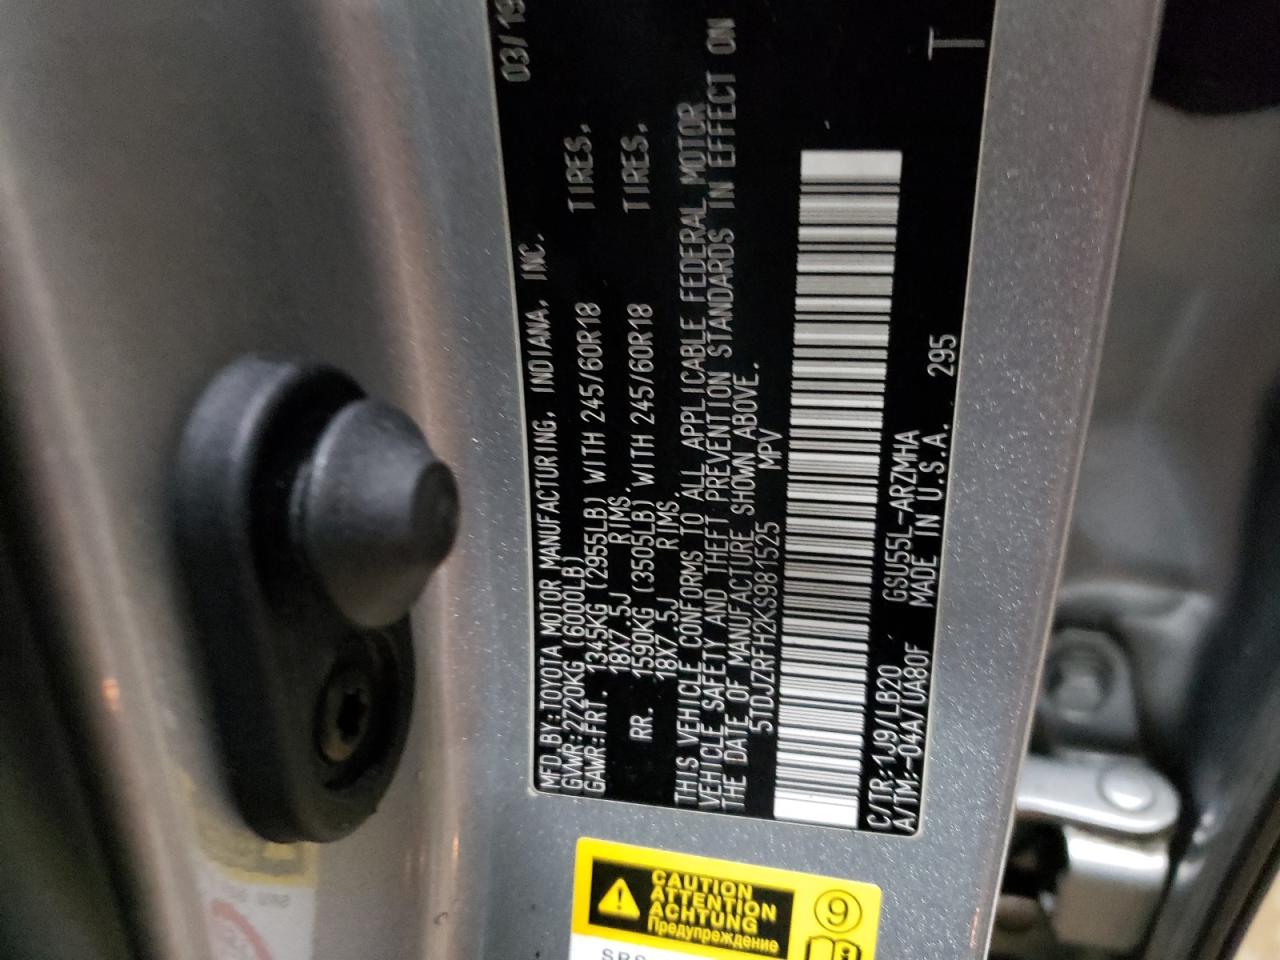 MFD.BY:TOYOTA MOTOR MANUFACTURING, INDIANA, INC. 03/19
GVWR:2720KG (6000LB)
GAWR:FRT. 1345KG (2955LB) WITH 245/60R18 TIRES,
18X7.5J RIMS.
RR. 1590KG (3505LB) WITH 245/60R18 TIRES,
18X7.5J RIMS.
THIS VEHICLE CONFORMS TO ALL APPLICABLE FEDERAL MOTOR
VEHICLE SAFETY AND THEFT PREVENTION STANDARDS IN EFFECT ON
THE DATE OF MANUFACTURE SHOWN ABOVE.
5TDJZRFH2KS981525 MPV
C/TR:1J9/LB20 GSU55L-ARZMHA
A/TM:-04A/UA80F MADE IN U.S.A. 295 T
CAUTION
ATTENTION
ACHTUNG
Предупреждение
9
SRS